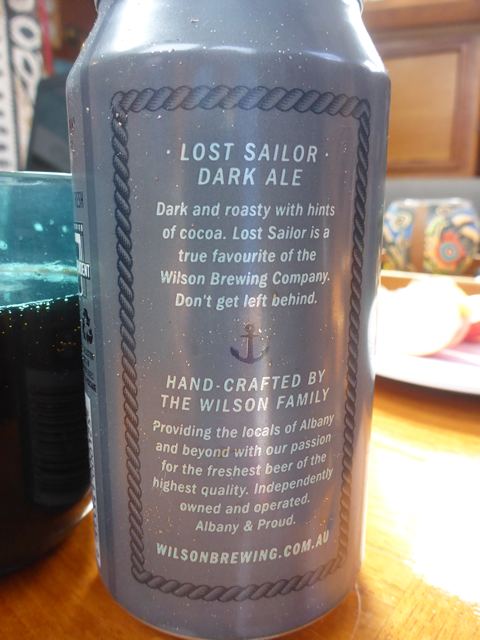 · LOST SAILOR ·
DARK ALE
Dark and roasty with hints
of cocoa. Lost Sailor is a
true favourite of the
Wilson Brewing Company.
Don't get left behind.
HAND-CRAFTED BY
THE WILSON FAMILY
Providing the locals of Albany
and beyond with our passion
for the freshest beer of the
highest quality. Independently
owned and operated.
Albany & Proud.
WILSONBREWING.COM.AU